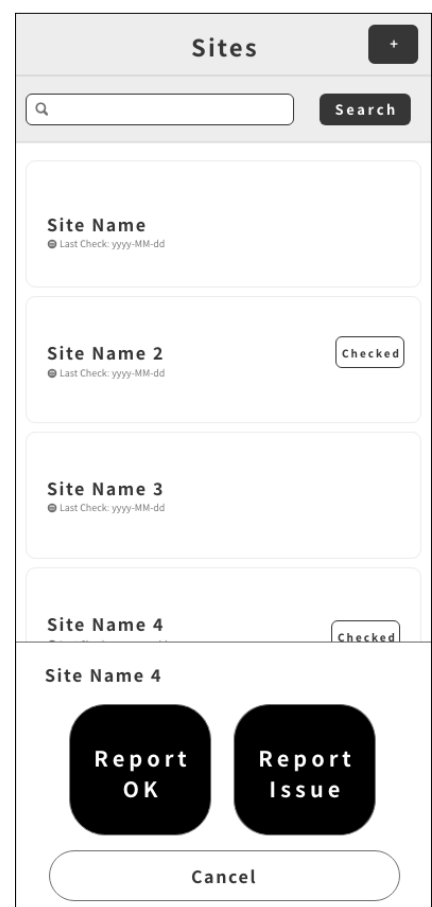 Sites
+
Search
Site Name
Last Check: yyyy-MM-dd
Site Name 2
Checked
Last Check: yyyy-MM-dd
Site Name 3
Last Check: yyyy-MM-dd
Site Name 4
Checked
Site Name 4
Report
OK
Report
Issue
Cancel